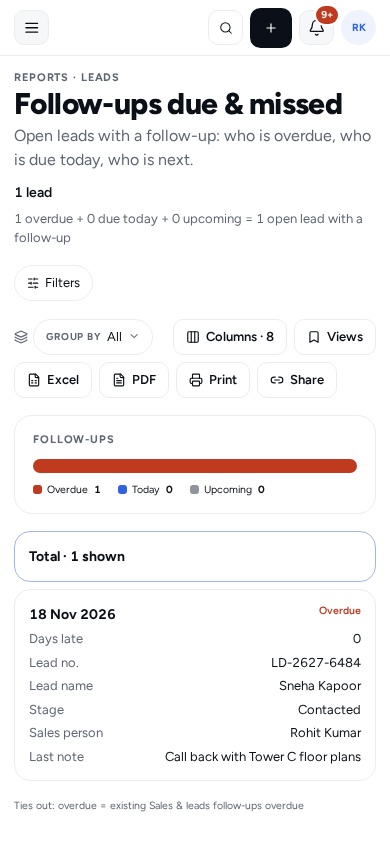 9+
RK
REPORTS · LEADS
Follow-ups due & missed
Open leads with a follow-up: who is overdue, who
is due today, who is next.
1 lead
1 overdue + 0 due today + 0 upcoming = 1 open lead with a
follow-up
Filters
GROUP BY All Columns · 8 Views
Excel PDF Print Share
FOLLOW-UPS
Overdue 1 Today 0 Upcoming 0
Total · 1 shown
18 Nov 2026 Overdue
Days late 0
Lead no. LD-2627-6484
Lead name Sneha Kapoor
Stage Contacted
Sales person Rohit Kumar
Last note Call back with Tower C floor plans
Ties out: overdue = existing Sales & leads follow-ups overdue